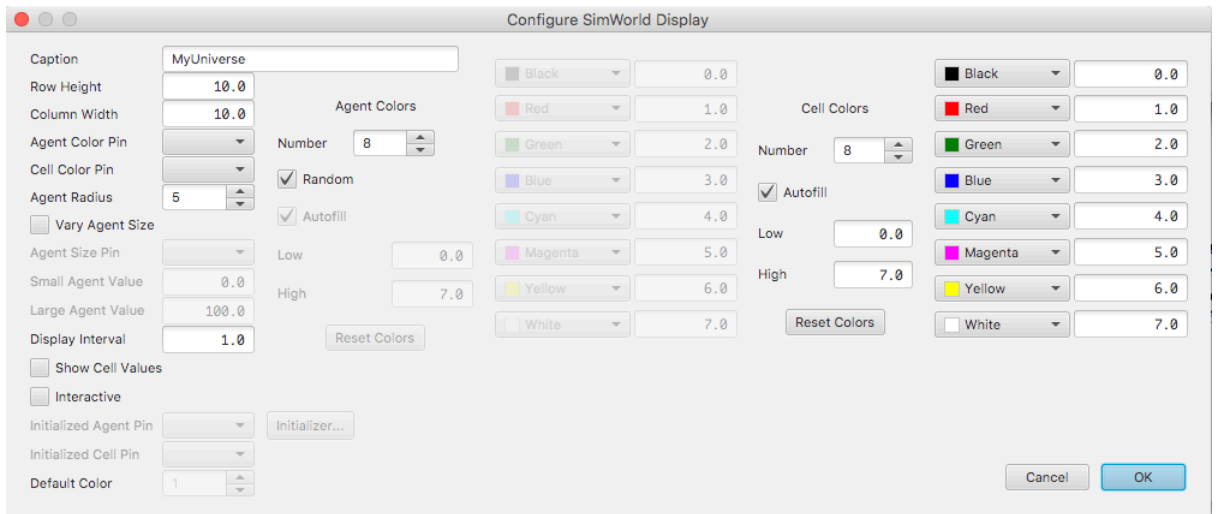 Configure SimWorld Display
Caption MyUniverse
Row Height 10.0
Column Width 10.0
Agent Color Pin
Cell Color Pin
Agent Radius 5
Vary Agent Size
Agent Size Pin
Small Agent Value 0.0
Large Agent Value 100.0
Display Interval 1.0
Show Cell Values
Interactive
Initialized Agent Pin Initializer...
Initialized Cell Pin
Default Color 1
Agent Colors
Number 8
Random
Autofill
Low 0.0
High 7.0
Reset Colors
Black 0.0
Red 1.0
Green 2.0
Blue 3.0
Cyan 4.0
Magenta 5.0
Yellow 6.0
White 7.0
Cell Colors
Number 8
Autofill
Low 0.0
High 7.0
Reset Colors
Black 0.0
Red 1.0
Green 2.0
Blue 3.0
Cyan 4.0
Magenta 5.0
Yellow 6.0
White 7.0
Cancel OK